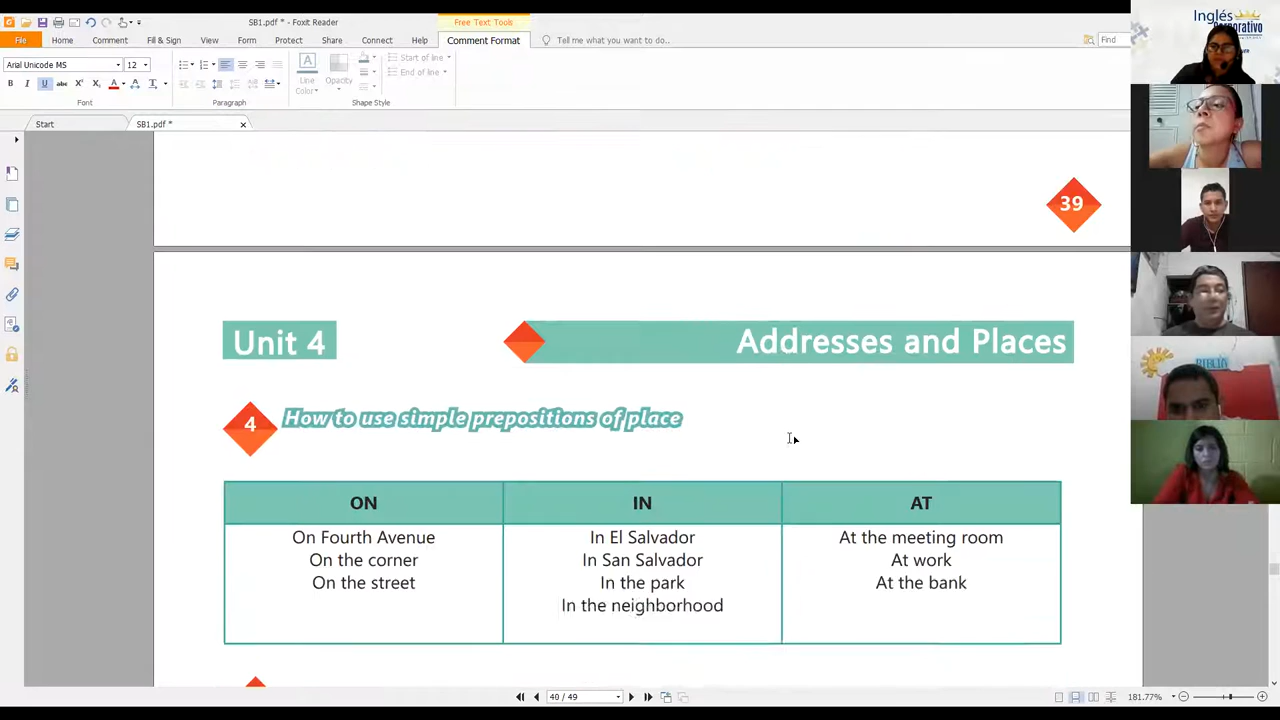 SB1.pdf * - Foxit Reader
Free Text Tools
File
Home
Comment
Fill & Sign
View
Form
Protect
Share
Connect
Help
Comment Format
Tell me what you want to do..
Find
Arial Unicode MS
12
Line
Color
Opacity
Start of line
End of line
Font
Paragraph
Shape Style
Start
SB1.pdf *
Inglés
Corporativo
39
Unit 4
Addresses and Places
4
How to use simple prepositions of place
ON
IN
AT
On Fourth Avenue
On the corner
On the street
In El Salvador
In San Salvador
In the park
In the neighborhood
At the meeting room
At work
At the bank
BIBLIA
40 / 49
181.77%